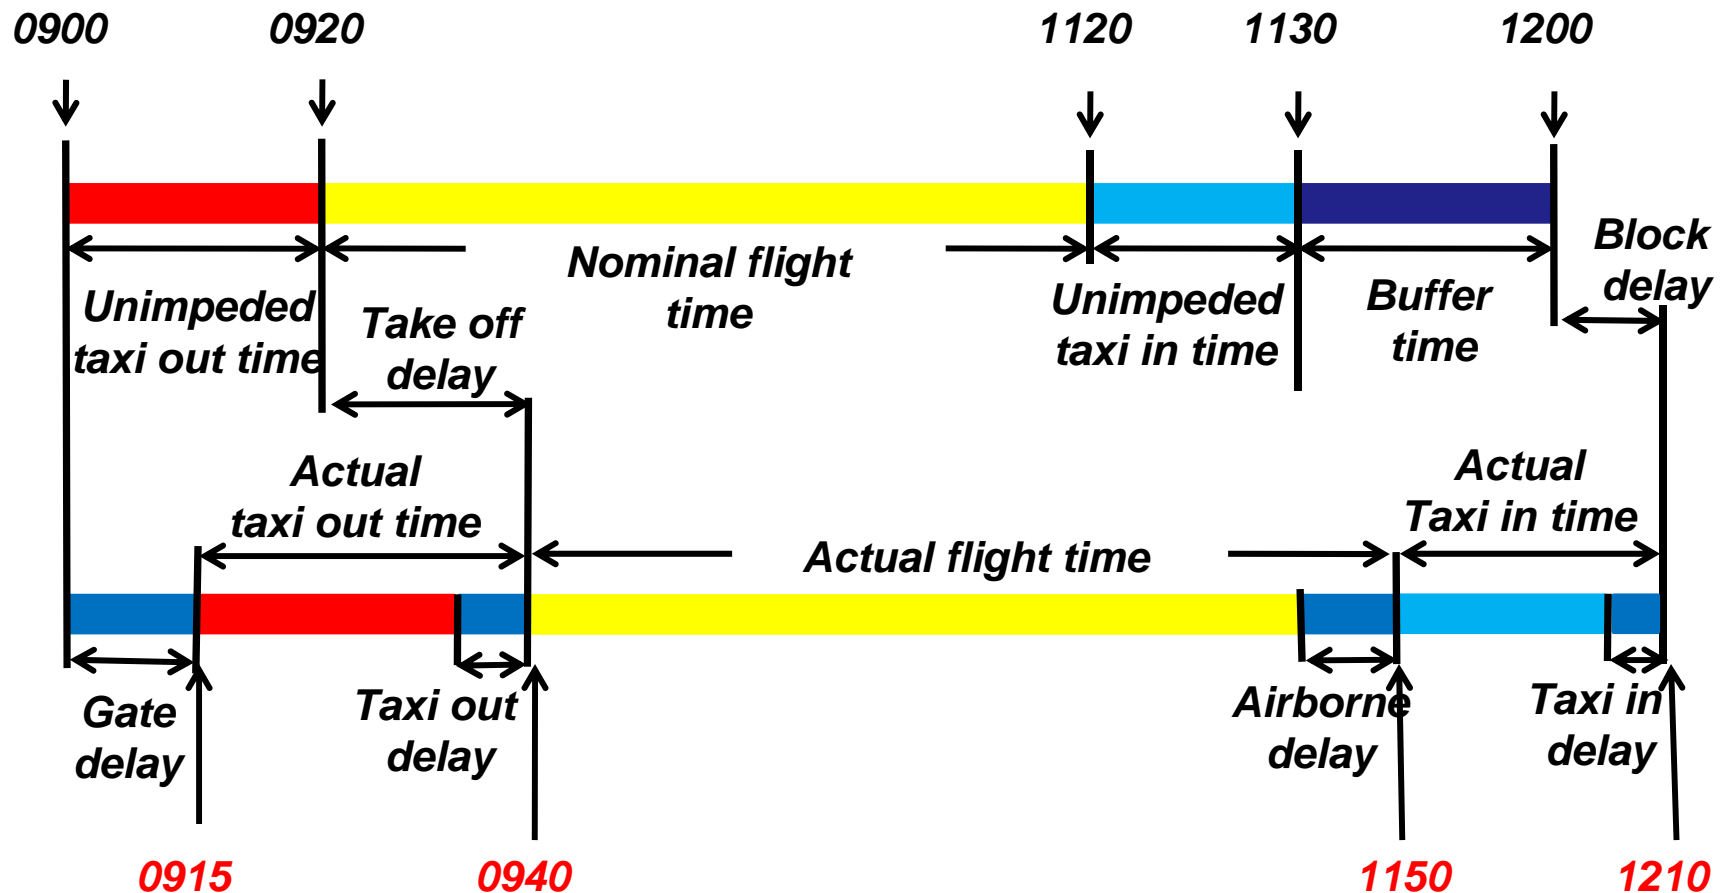 0900
0920
1120
1130
1200
Block
delay
Nominal flight
time
Unimpeded
taxi out time
Take off
delay
Unimpeded
taxi in time
Buffer
time
Actual
taxi out time
Actual
Taxi in time
Actual flight time
Gate
delay
Taxi out
delay
Airborne
delay
Taxi in
delay
0915
0940
1150
1210